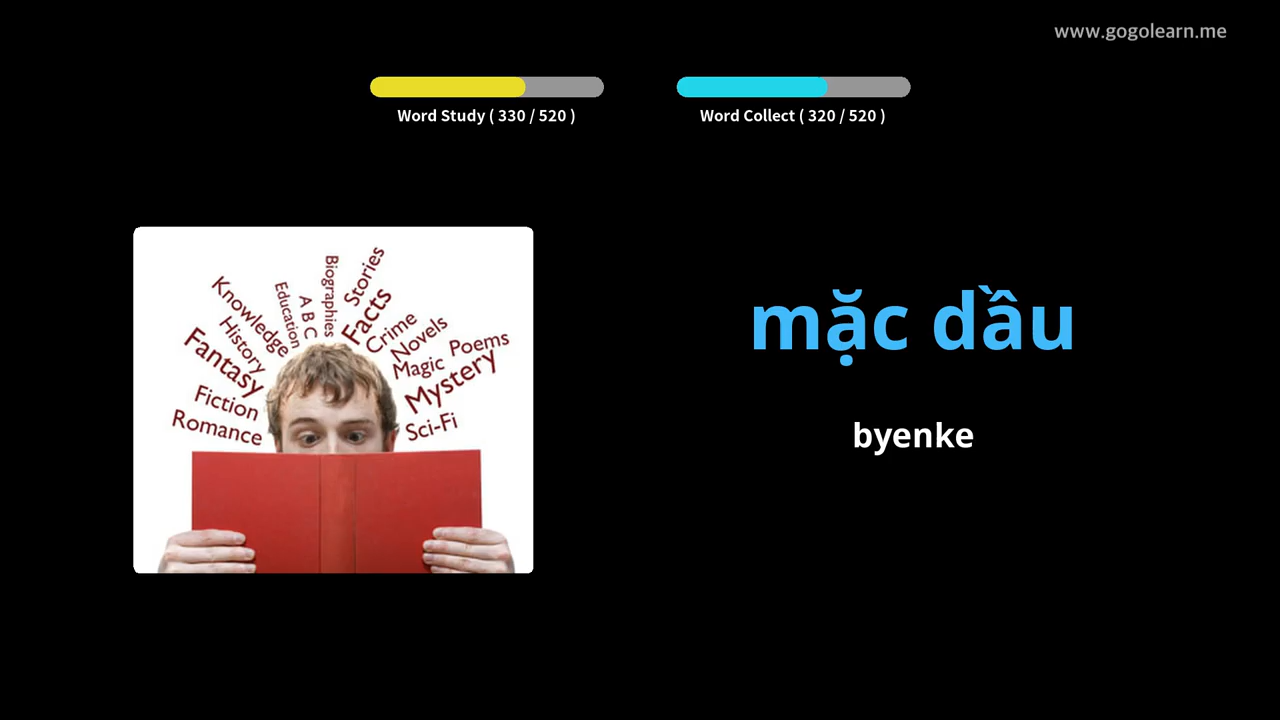 www.gogolearn.me
Word Study ( 330 / 520 )
Word Collect ( 320 / 520 )
Biographies
Stories
Education
A B C
Facts
Knowledge
Crime
History
Novels
Fantasy
Magic
Poems
Mystery
Fiction
Romance
Sci-Fi
mặc dầu
byenke